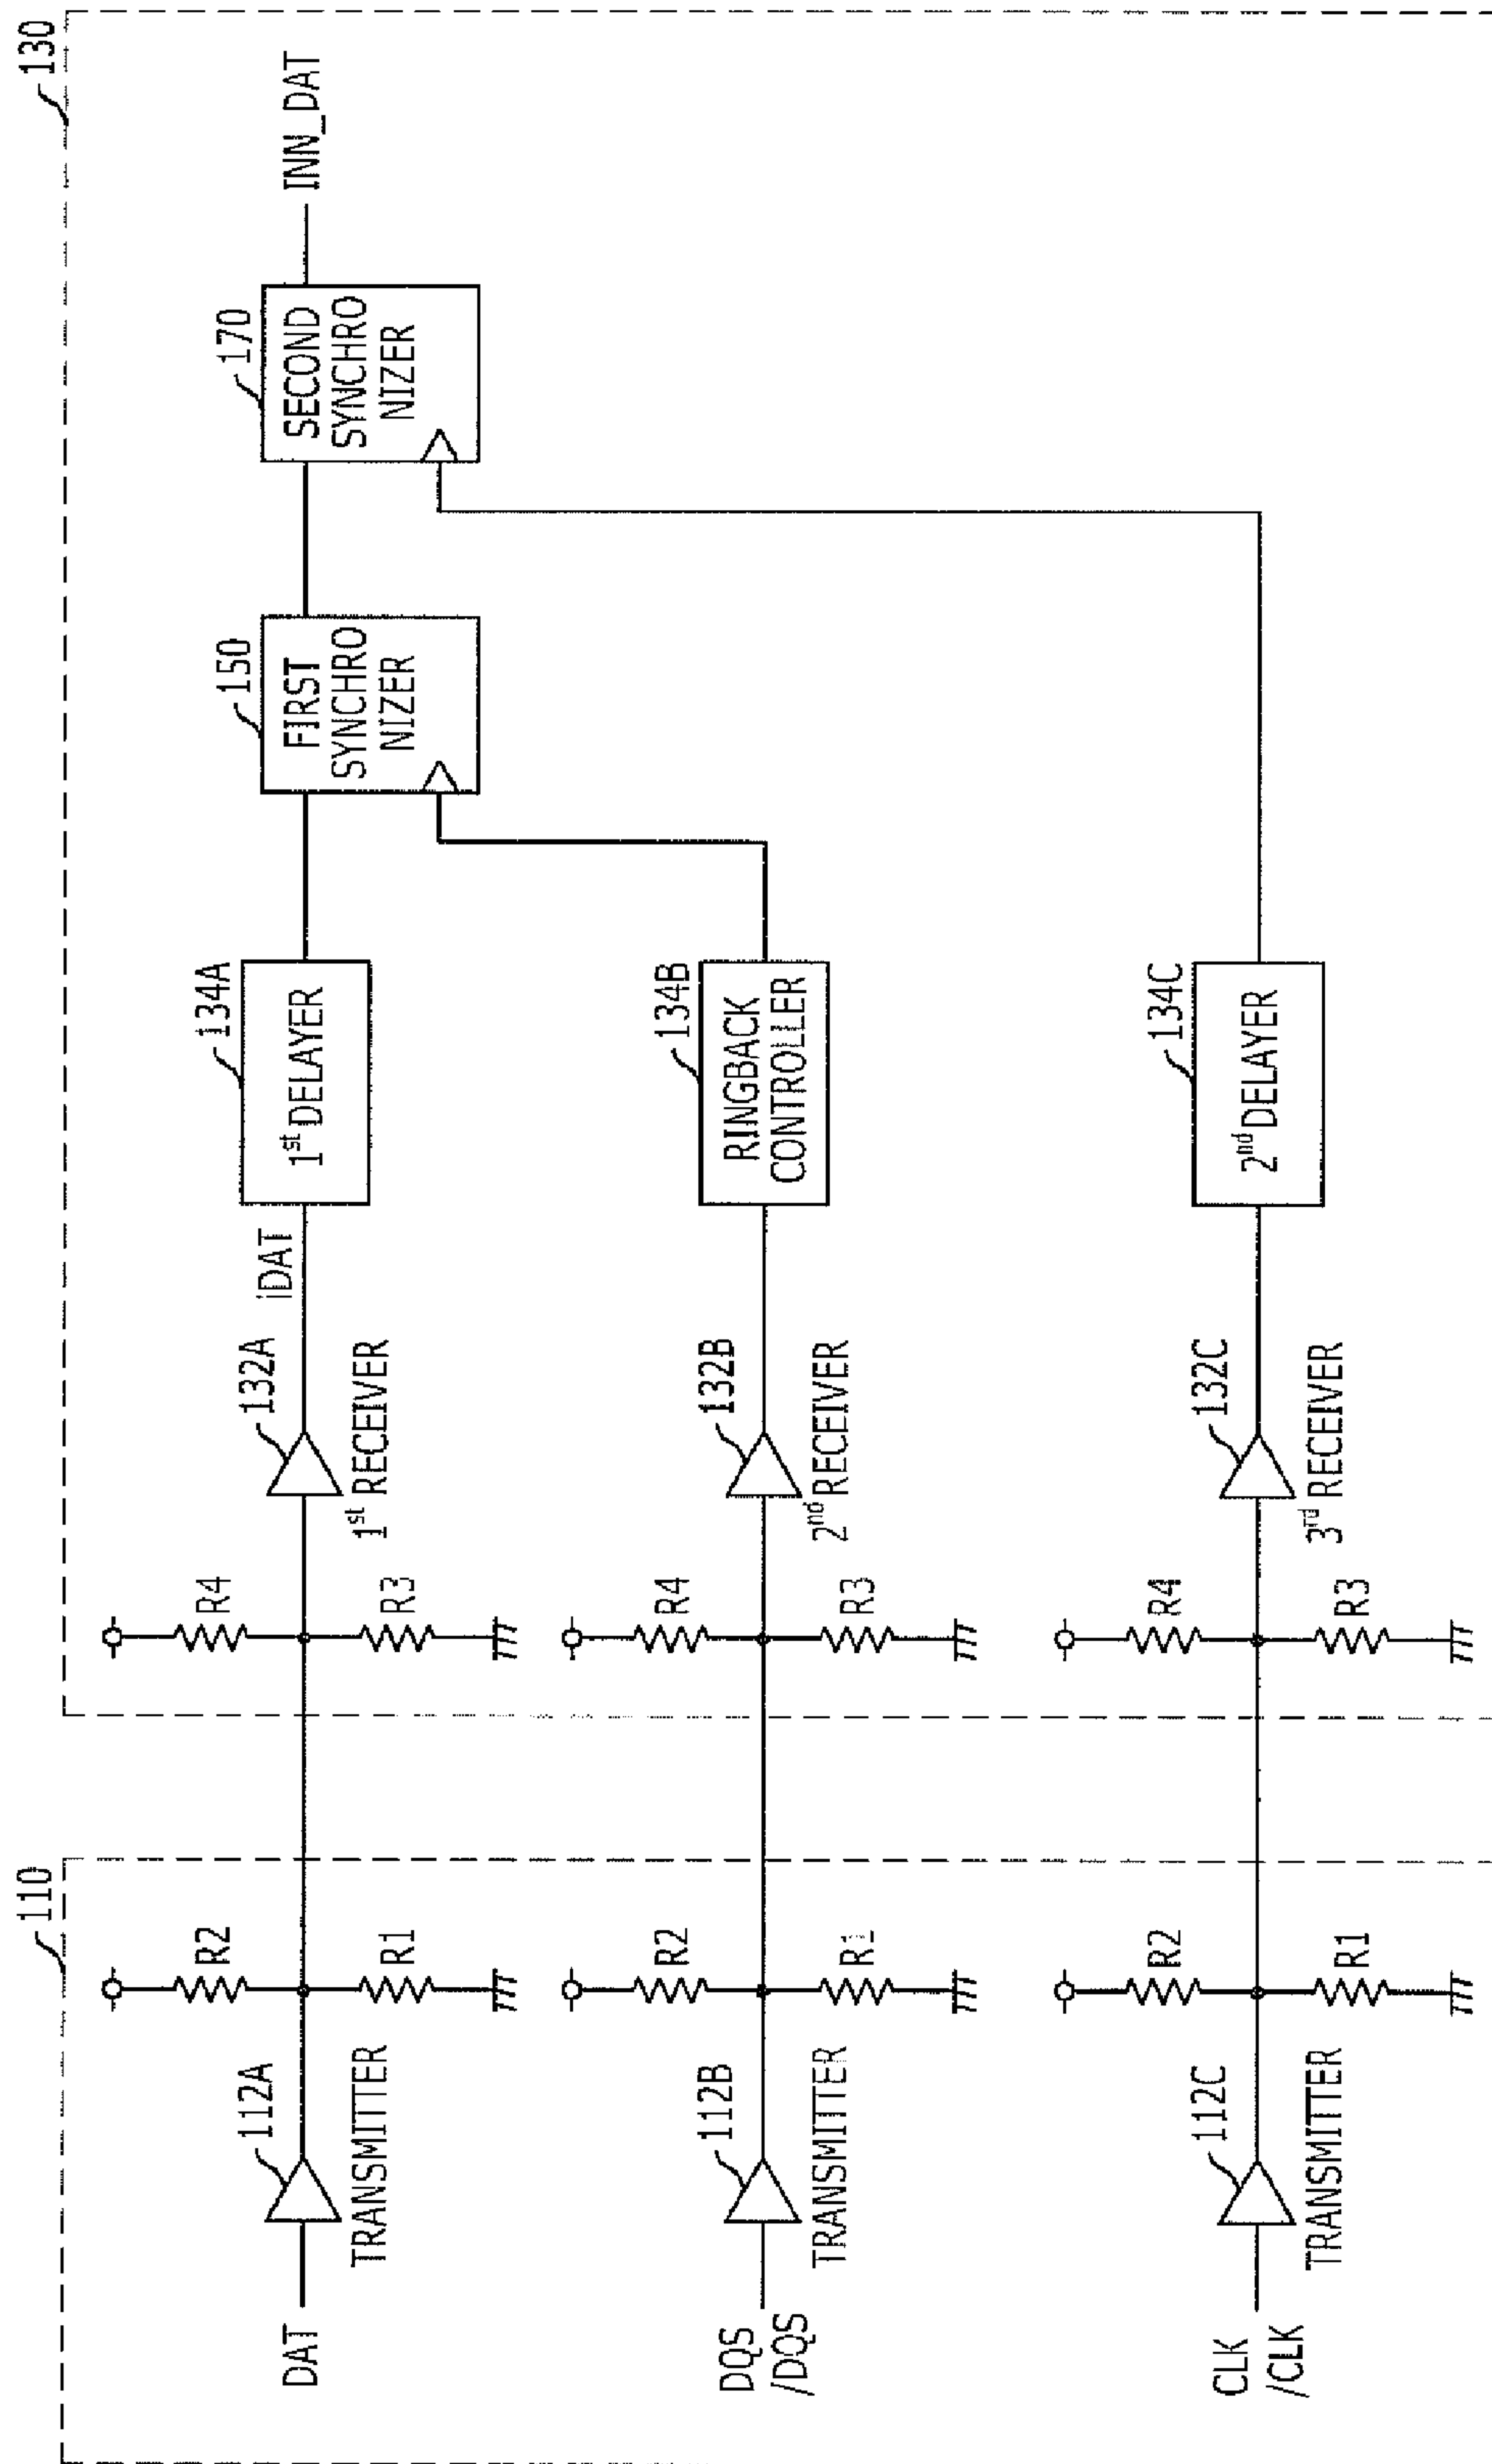 110
130
DAT
112A
TRANSMITTER
R2
R1
R4
R3
132A
1st RECEIVER
iDAT
134A
1st DELAYER
150
FIRST
SYNCHRO
NIZER
170
SECOND
SYNCHRO
NIZER
INN_DAT
DQS
/DQS
112B
TRANSMITTER
R2
R1
R4
R3
132B
2nd RECEIVER
134B
RINGBACK
CONTROLLER
CLK
/CLK
112C
TRANSMITTER
R2
R1
R4
R3
132C
3rd RECEIVER
134C
2nd DELAYER